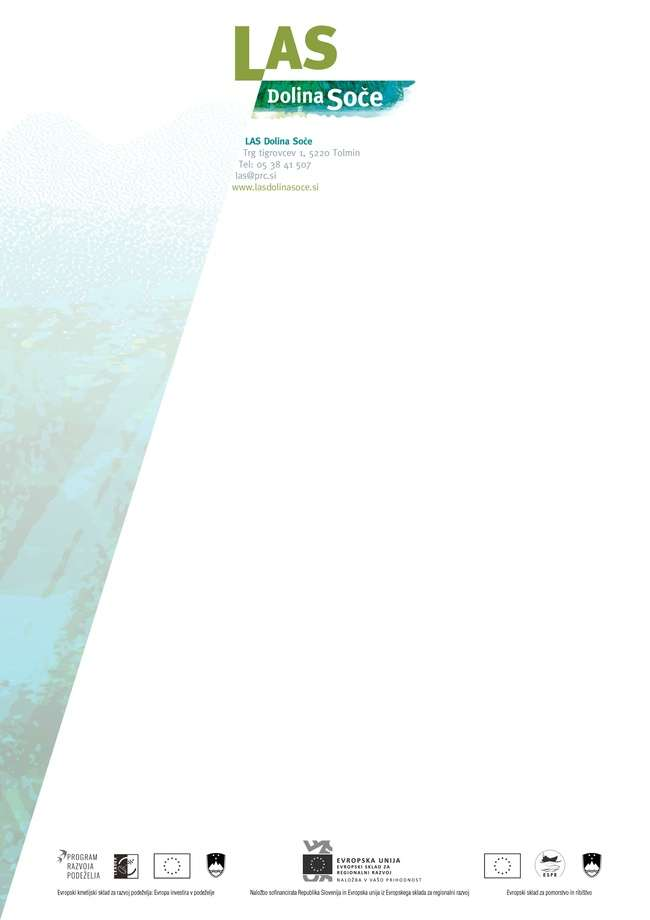 LAS
Dolina Soče
LAS Dolina Soče
Trg tigrovcev 1, 5220 Tolmin
Tel: 05 38 41 507
las@prc.si
www.lasdolinasoce.si
PROGRAM
RAZVOJA
PODEŽELJA
EVROPSKA UNIJA
EVROPSKI SKLAD ZA
REGIONALNI RAZVOJ
NALOŽBA V VAŠO PRIHODNOST
ESPR
Evropski kmetijski sklad za razvoj podeželja: Evropa investira v podeželje
Naložbo sofinancirata Republika Slovenija in Evropska unija iz Evropskega sklada za regionalni razvoj
Evropski sklad za pomorstvo in ribištvo